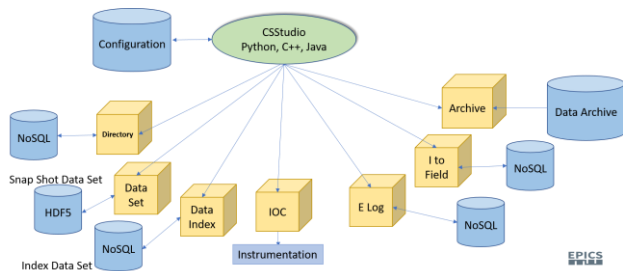 CSStudio
Python, C++, Java
Configuration
Archive
Data Archive
NoSQL
Directory
I to
Field
NoSQL
Snap Shot Data Set
HDF5
Data
Set
Data
Index
IOC
E Log
NoSQL
NoSQL
Instrumentation
Index Data Set
EPICS